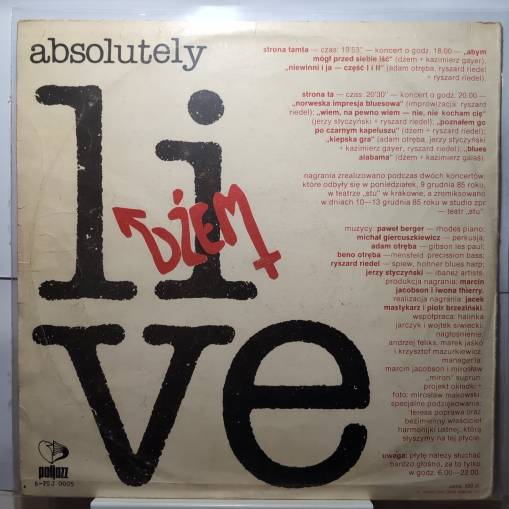 absolutely
live
DŻEM
strona tamta — czas: 19'53" — koncert o godz. 18.00 — „abym
mógł przed siebie iść" (dżem + kazimierz gayer),
„niewinni i ja — część I i II" (adam otręba, ryszard riedel
+ ryszard riedel)
strona ta — czas: 20'30" — koncert o godz. 20.00 —
„norweska impresja bluesowa" (improwizacja: ryszard
riedel); „wiem, na pewno wiem — nie, nie kocham cię"
(jerzy styczyński + ryszard riedel); „poznałem go
po czarnym kapeluszu" (dżem + ryszard riedel);
„kiepska gra" (adam otręba, jerzy styczyński
+ kazimierz gayer, ryszard riedel); „blues
alabama" (dżem + kazimierz galaś).
nagrania zrealizowano podczas dwóch koncertów,
które odbyły się w poniedziałek, 9 grudnia 85 roku,
w teatrze „stu" w krakowie, a zremiksowano
w dniach 10—13 grudnia 85 roku w studio zpr
— teatr „stu"
muzycy: paweł berger — rhodes piano;
michał giercuszkiewicz — perkusja;
adam otręba — gibson les paul;
beno otręba — mensfeld precission bass;
ryszard riedel — śpiew, hohner blues harp;
jerzy styczyński — ibanez artists.
produkcja nagrania: marcin
jacobson i iwona thierry.
realizacja nagrania: jacek
mastykarz i piotr brzeziński.
współpraca: halinka
jarczyk i wojtek siwiecki.
nagłośnienie:
andrzej feliks, marek jaśko
i krzysztof mazurkiewicz.
manager'ła:
marcin jacobson i mirosław
„miron" suprun.
projekt okładki +
foto: mirosław makowski.
specjalne podziękowania:
teresa poprawa oraz
bezimienny właściciel
harmonijki ustnej, którą
słyszymy na tej płycie.
uwaga: płytę należy słuchać
bardzo głośno, za to tylko
w godz. 6.00—22.00.
poljazz
K-PSJ 0005